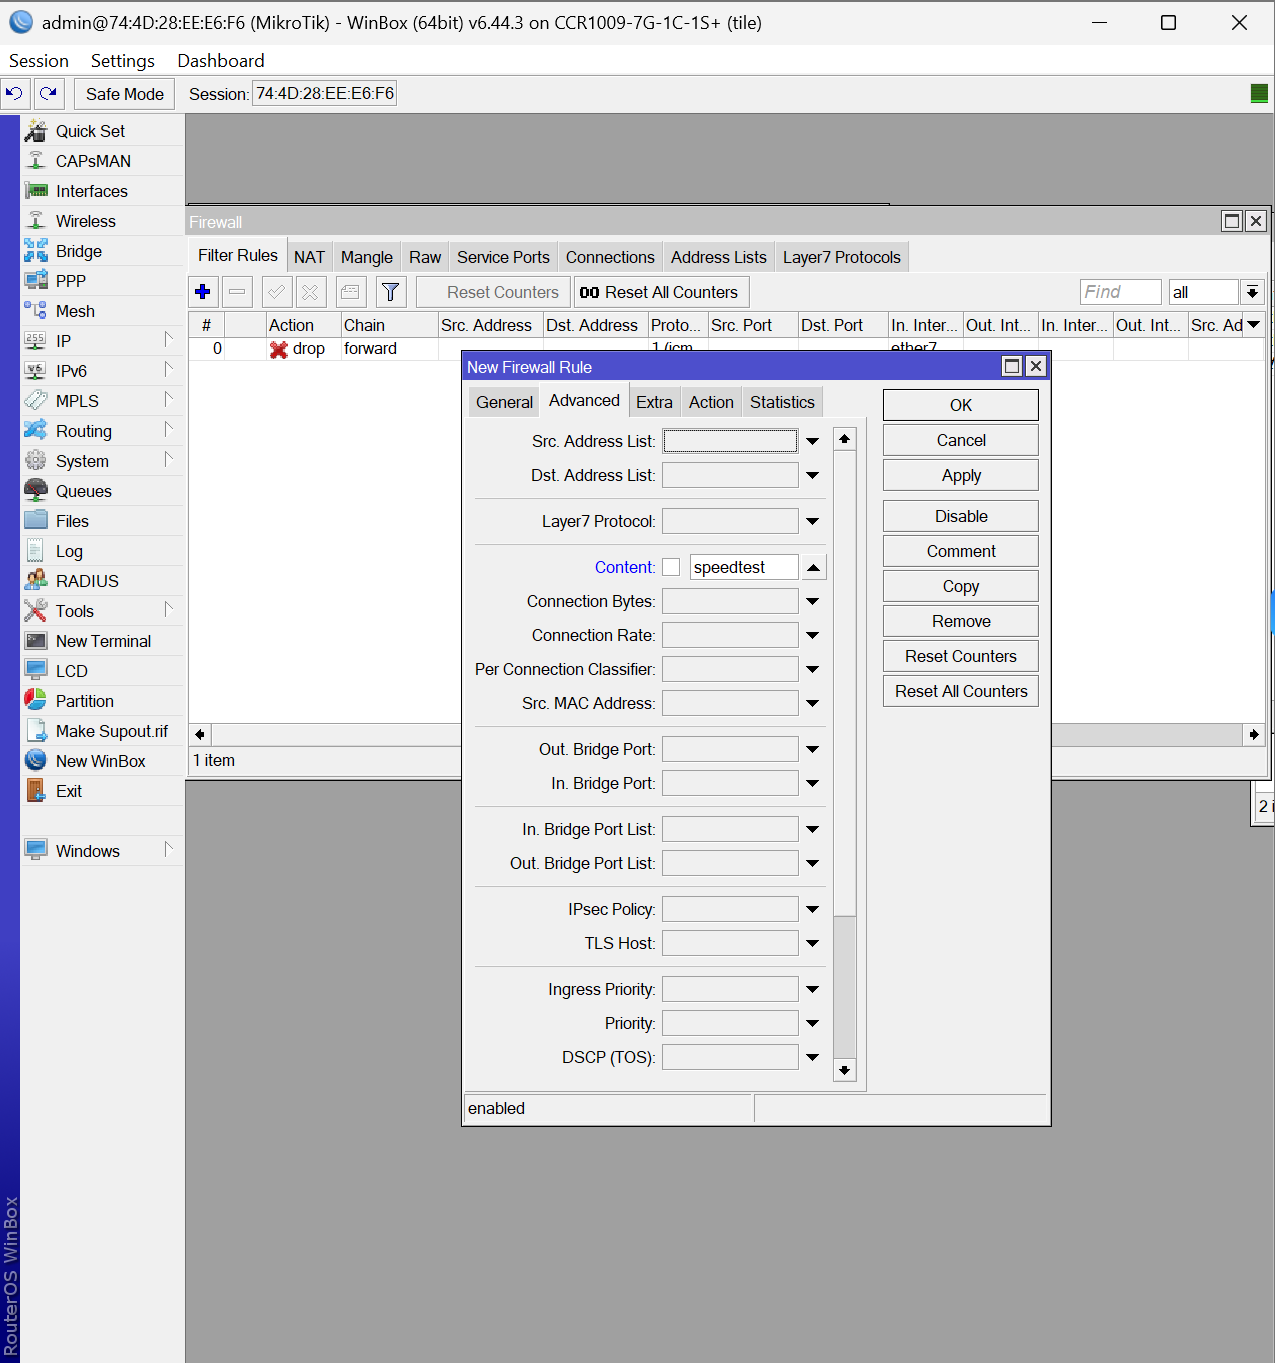 admin@74:4D:28:EE:E6:F6 (MikroTik) - WinBox (64bit) v6.44.3 on CCR1009-7G-1C-1S+ (tile)
Session Settings Dashboard
Safe Mode Session: 74:4D:28:EE:E6:F6
Quick Set
CAPsMAN
Interfaces
Wireless
Bridge
PPP
Mesh
IP
IPv6
MPLS
Routing
System
Queues
Files
Log
RADIUS
Tools
New Terminal
LCD
Partition
Make Supout.rif
New WinBox
Exit
Windows
RouterOS WinBox
Firewall
Filter Rules NAT Mangle Raw Service Ports Connections Address Lists Layer7 Protocols
Reset Counters 00 Reset All Counters Find all
# Action Chain Src. Address Dst. Address Proto... Src. Port Dst. Port In. Inter... Out. Int... In. Inter... Out. Int... Src. Ad
0 drop forward 1 (icm... ether7
1 item
2 i
New Firewall Rule
General Advanced Extra Action Statistics
Src. Address List:
Dst. Address List:
Layer7 Protocol:
Content: speedtest
Connection Bytes:
Connection Rate:
Per Connection Classifier:
Src. MAC Address:
Out. Bridge Port:
In. Bridge Port:
In. Bridge Port List:
Out. Bridge Port List:
IPsec Policy:
TLS Host:
Ingress Priority:
Priority:
DSCP (TOS):
OK
Cancel
Apply
Disable
Comment
Copy
Remove
Reset Counters
Reset All Counters
enabled